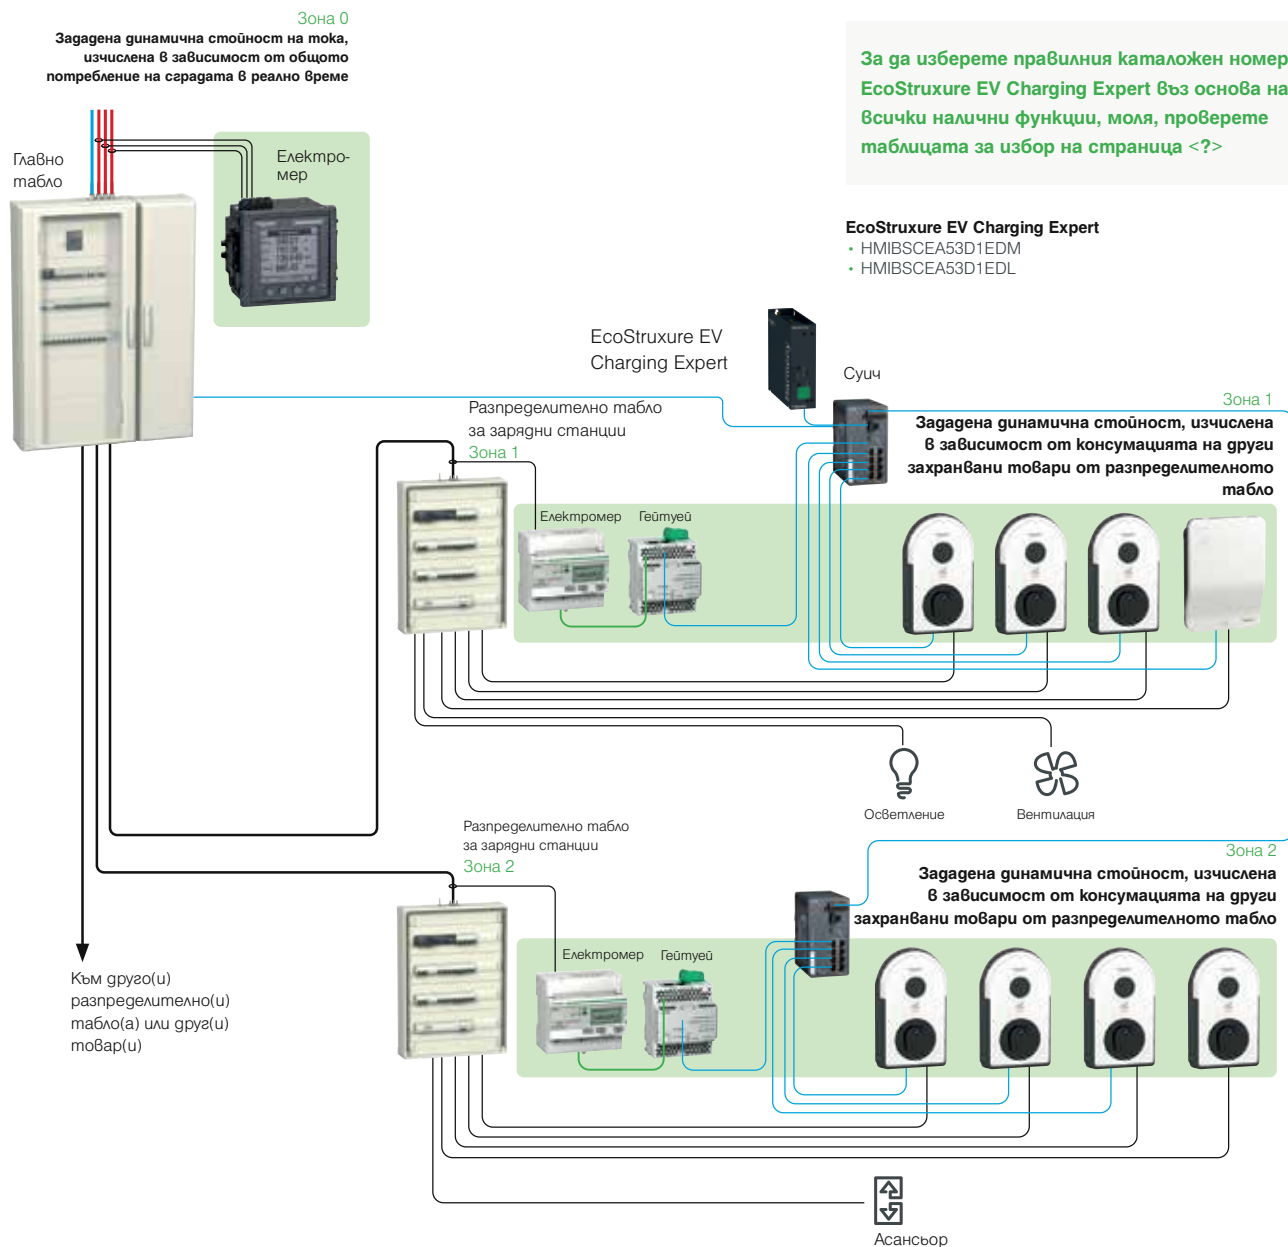 Зона 0
Зададена динамична стойност на тока,
изчислена в зависимост от общото
потребление на сградата в реално време
За да изберете правилния каталожен номер
EcoStruxure EV Charging Expert въз основа на
всички налични функции, моля, проверете
таблицата за избор на страница <?>
Главно
табло
Електро-
мер
EcoStruxure EV Charging Expert
• HMIBSCEA53D1EDM
• HMIBSCEA53D1EDL
EcoStruxure EV
Charging Expert
Суич
Разпределително табло
за зарядни станции
Зона 1
Зона 1
Зададена динамична стойност, изчислена
в зависимост от консумацията на други
захранвани товари от разпределителното
табло
Електромер
Гейтуей
Осветление
Вентилация
Разпределително табло
за зарядни станции
Зона 2
Зона 2
Зададена динамична стойност, изчислена
в зависимост от консумацията на други
захранвани товари от разпределителното табло
Електромер
Гейтуей
Към друго(и)
разпределително(и)
табло(а) или друг(и)
товар(и)
Асансьор